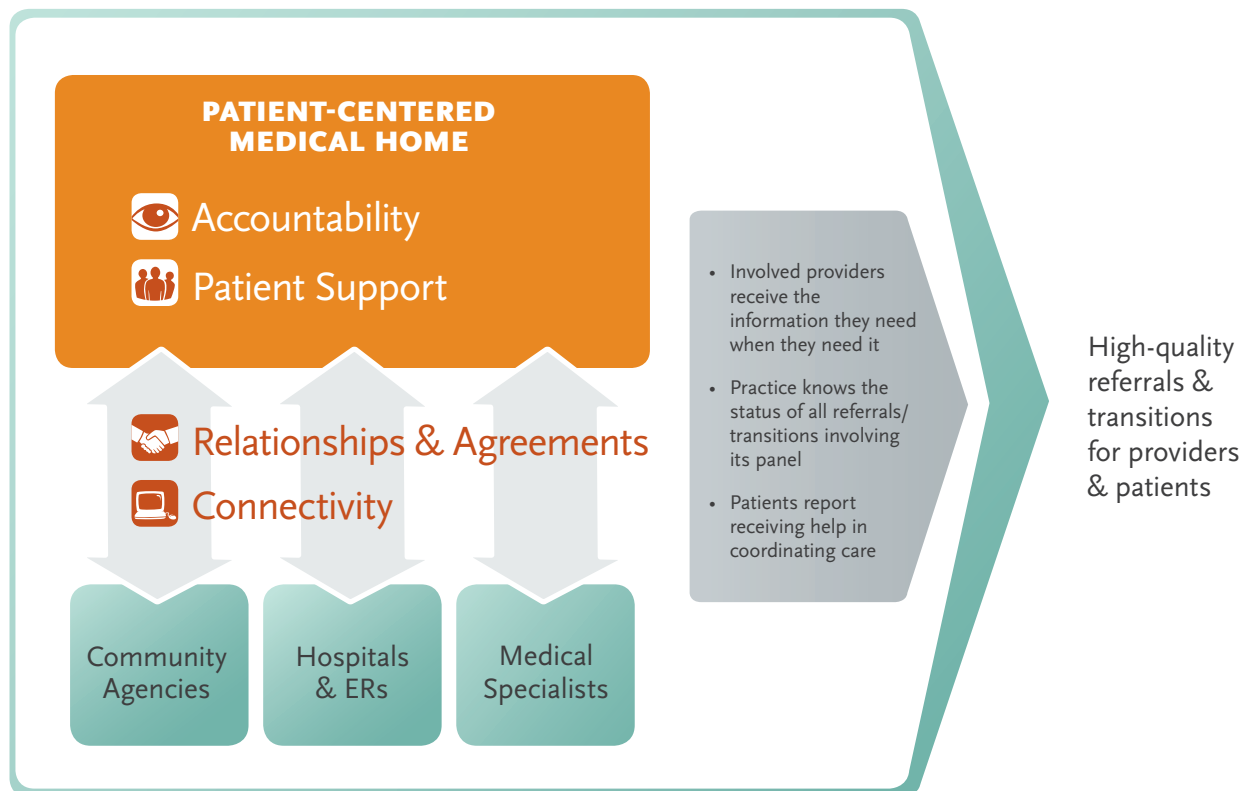 PATIENT-CENTERED
MEDICAL HOME
Accountability
Patient Support
Relationships & Agreements
Connectivity
Community
Agencies
Hospitals
& ERs
Medical
Specialists
• Involved providers
receive the
information they need
when they need it
• Practice knows the
status of all referrals/
transitions involving
its panel
• Patients report
receiving help in
coordinating care
High-quality
referrals &
transitions
for providers
& patients